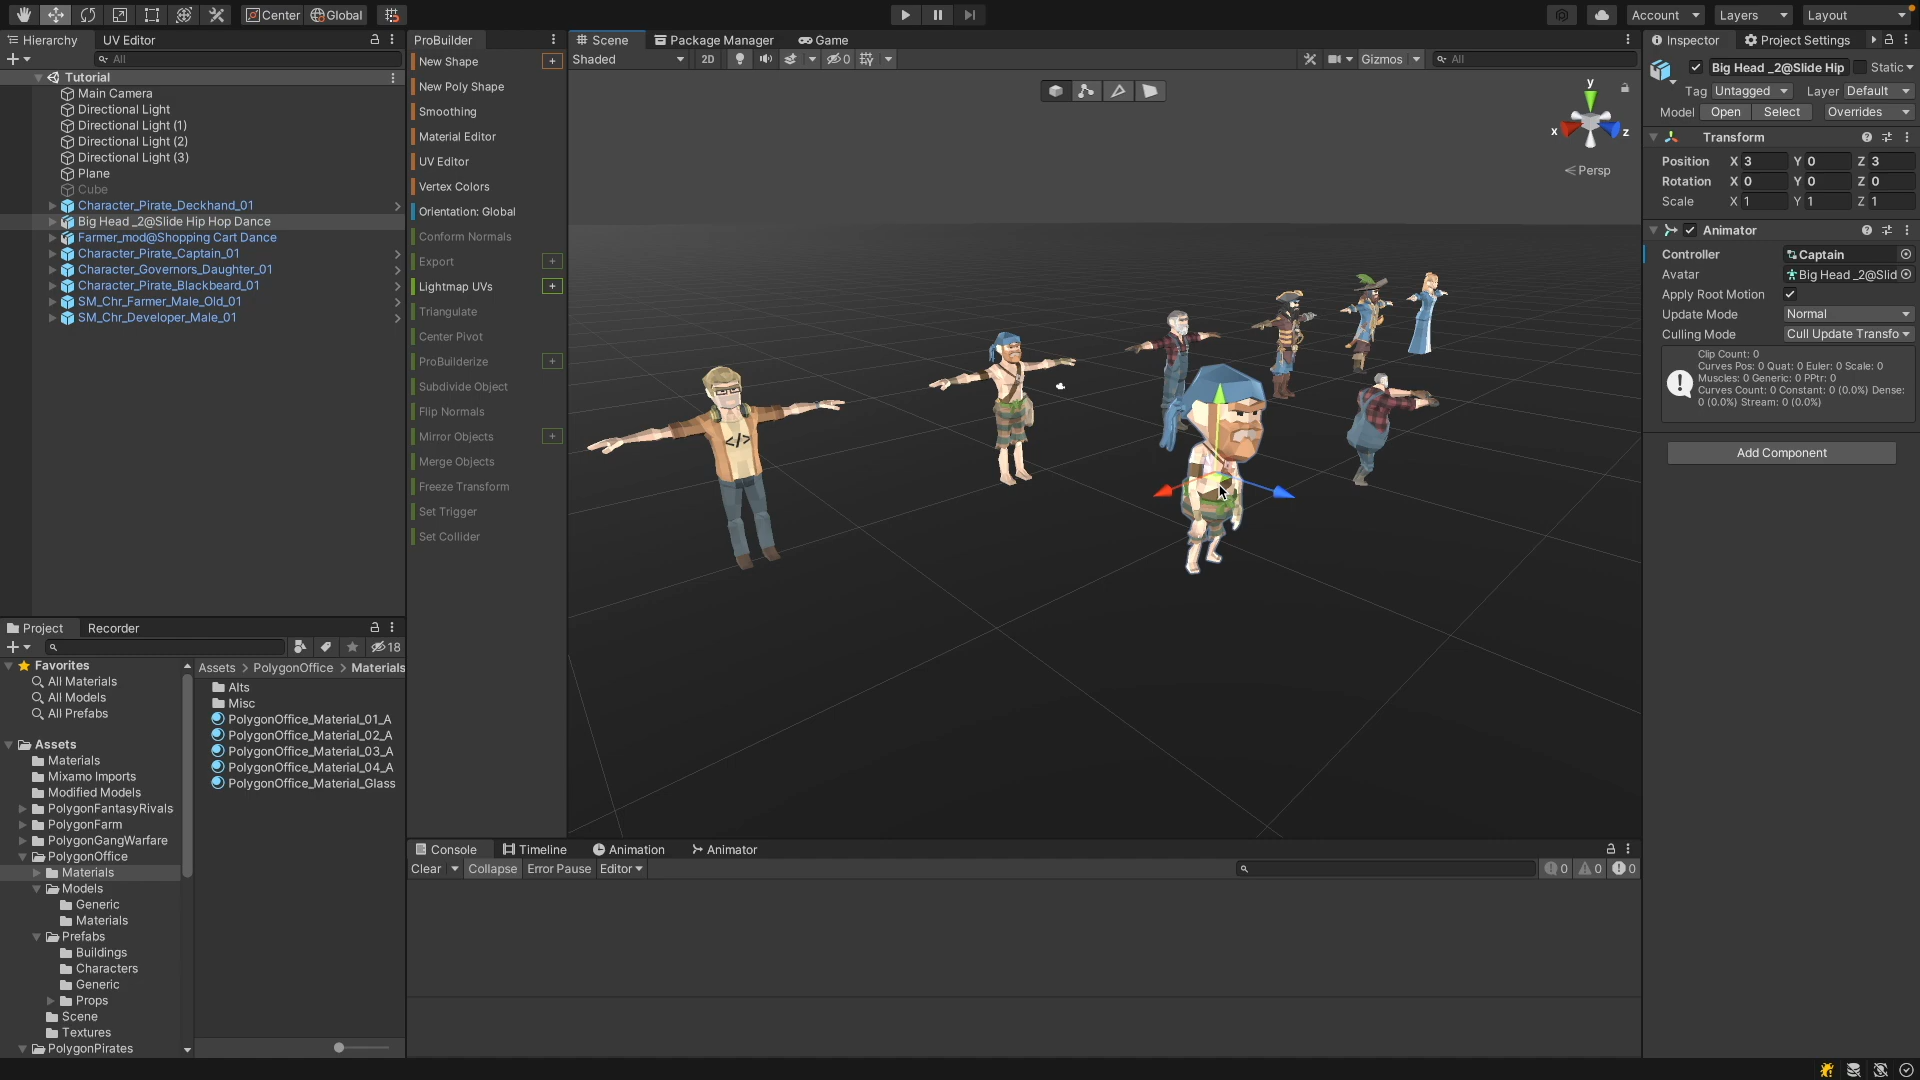 Center
Global
Account
Layers
Layout
Hierarchy
UV Editor
All
Tutorial
Main Camera
Directional Light
Directional Light (1)
Directional Light (2)
Directional Light (3)
Plane
Cube
Character_Pirate_Deckhand_01
Big Head _2@Slide Hip Hop Dance
Farmer_mod@Shopping Cart Dance
Character_Pirate_Captain_01
Character_Governors_Daughter_01
Character_Pirate_Blackbeard_01
SM_Chr_Farmer_Male_Old_01
SM_Chr_Developer_Male_01
ProBuilder
New Shape
New Poly Shape
Smoothing
Material Editor
UV Editor
Vertex Colors
Orientation: Global
Conform Normals
Export
Lightmap UVs
Triangulate
Center Pivot
ProBuilderize
Subdivide Object
Flip Normals
Mirror Objects
Merge Objects
Freeze Transform
Set Trigger
Set Collider
Scene
Package Manager
Game
Shaded
2D
0
Gizmos
All
y
x
z
Persp
</>
Inspector
Project Settings
Big Head _2@Slide Hip
Static
Tag Untagged
Layer Default
Model Open Select Overrides
Transform
Position X 3 Y 0 Z 3
Rotation X 0 Y 0 Z 0
Scale X 1 Y 1 Z 1
Animator
Controller Captain
Avatar Big Head _2@Slid
Apply Root Motion
Update Mode Normal
Culling Mode Cull Update Transfo
Clip Count: 0
Curves Pos: 0 Quat: 0 Euler: 0 Scale: 0
Muscles: 0 Generic: 0 PPtr: 0
Curves Count: 0 Constant: 0 (0.0%) Dense:
0 (0.0%) Stream: 0 (0.0%)
Add Component
Project
Recorder
18
Favorites
All Materials
All Models
All Prefabs
Assets
Materials
Mixamo Imports
Modified Models
PolygonFantasyRivals
PolygonFarm
PolygonGangWarfare
PolygonOffice
Materials
Models
Generic
Materials
Prefabs
Buildings
Characters
Generic
Props
Scene
Textures
PolygonPirates
Assets > PolygonOffice > Materials
Alts
Misc
PolygonOffice_Material_01_A
PolygonOffice_Material_02_A
PolygonOffice_Material_03_A
PolygonOffice_Material_04_A
PolygonOffice_Material_Glass
Console
Timeline
Animation
Animator
Clear
Collapse
Error Pause
Editor
0
0
0